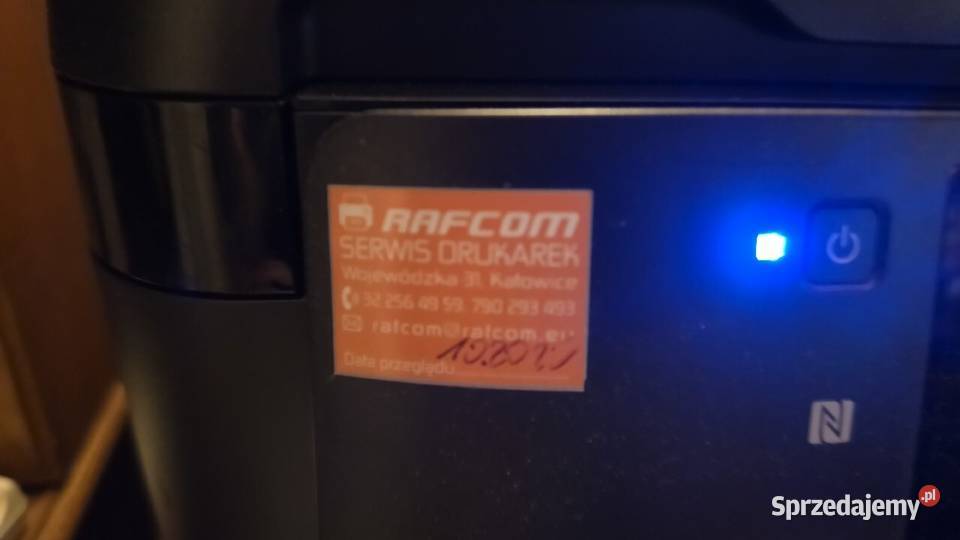 RAFCOM
SERWIS DRUKAREK
Wojewódzka 31, Katowice
32 256 49 59, 790 293 493
rafcom@rafcom.eu
Data przeglądu
Sprzedajemy.pl